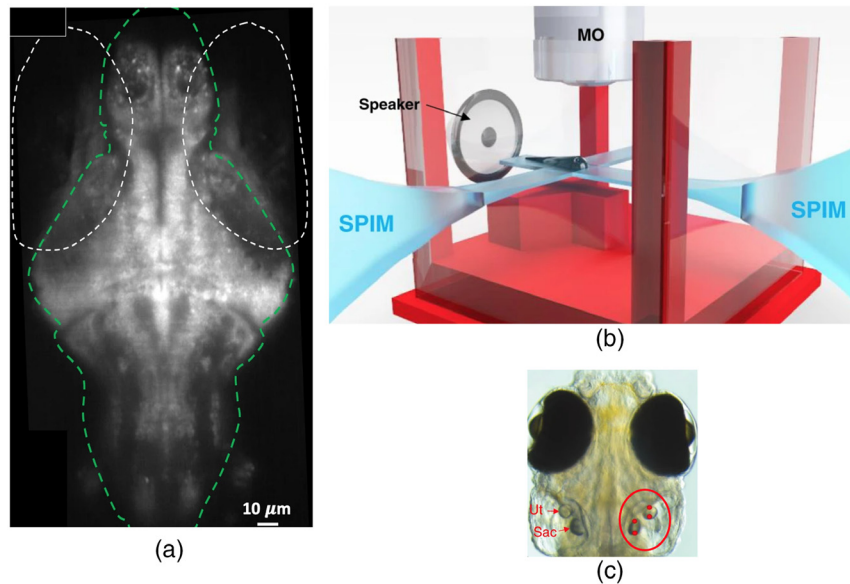 10 μm
(a)
MO
Speaker
SPIM
SPIM
(b)
Ut
Sac
(c)